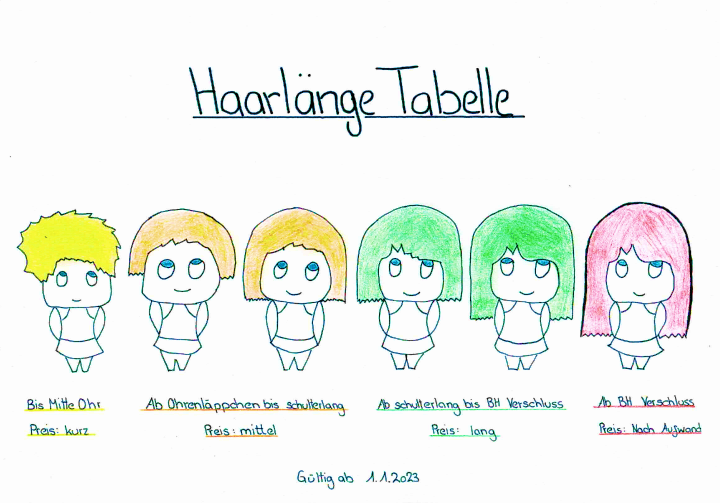 Haarlänge Tabelle
Bis Mitte Ohr
Ab Ohrenläppchen bis schulterlang
Ab schulterlang bis BH Verschluss
Ab BH Verschluss
Preis: kurz
Preis: mittel
Preis: lang
Preis: Nach Aufwand
Gültig ab 1.1.2023